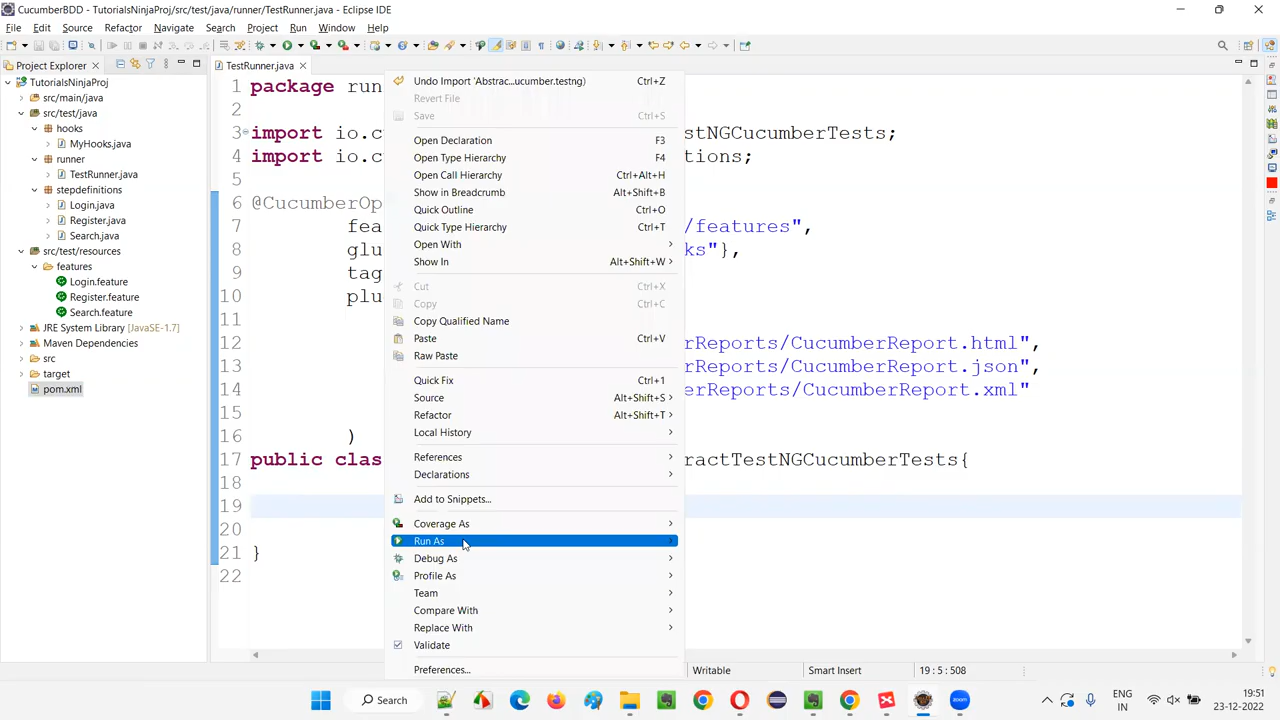 CucumberBDD - TutorialsNinjaProj/src/test/java/runner/TestRunner.java - Eclipse IDE
File Edit Source Refactor Navigate Search Project Run Window Help
Project Explorer
TestRunner.java
TutorialsNinjaProj
src/main/java
src/test/java
hooks
MyHooks.java
runner
TestRunner.java
stepdefinitions
Login.java
Register.java
Search.java
src/test/resources
features
Login.feature
Register.feature
Search.feature
JRE System Library [JavaSE-1.7]
Maven Dependencies
src
target
pom.xml
1 package run
2
3 import io.c stNGCucumberTests;
4 import io.c tions;
5
6 @CucumberOp
7 fea /features",
8 glu ks"},
9 tag
10 plu
11
12 rReports/CucumberReport.html",
13 rReports/CucumberReport.json",
14 rReports/CucumberReport.xml"
15
16 )
17 public clas ractTestNGCucumberTests{
18
19
20
21 }
22
Undo Import 'Abstrac...ucumber.testng) Ctrl+Z
Revert File
Save Ctrl+S
Open Declaration F3
Open Type Hierarchy F4
Open Call Hierarchy Ctrl+Alt+H
Show in Breadcrumb Alt+Shift+B
Quick Outline Ctrl+O
Quick Type Hierarchy Ctrl+T
Open With
Show In Alt+Shift+W
Cut Ctrl+X
Copy Ctrl+C
Copy Qualified Name
Paste Ctrl+V
Raw Paste
Quick Fix Ctrl+1
Source Alt+Shift+S
Refactor Alt+Shift+T
Local History
References
Declarations
Add to Snippets...
Coverage As
Run As
Debug As
Profile As
Team
Compare With
Replace With
Validate
Preferences...
Writable Smart Insert 19 : 5 : 508
Search
ENG
IN
19:51
23-12-2022